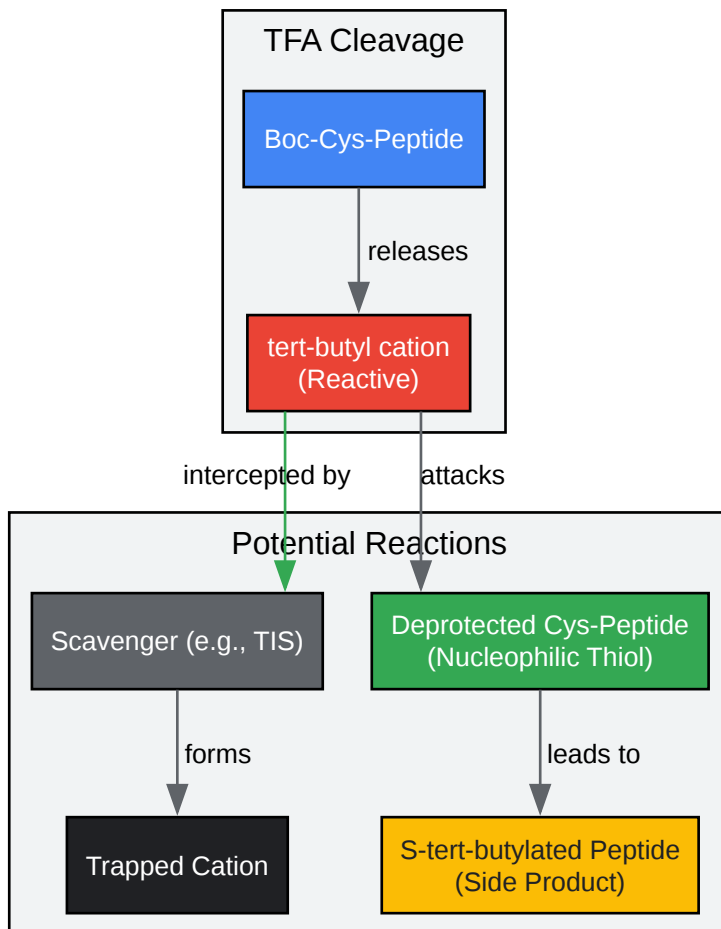 TFA Cleavage
Boc-Cys-Peptide
releases
tert-butyl cation
(Reactive)
intercepted by
attacks
Potential Reactions
Scavenger (e.g., TIS)
Deprotected Cys-Peptide
(Nucleophilic Thiol)
forms
leads to
Trapped Cation
S-tert-butylated Peptide
(Side Product)